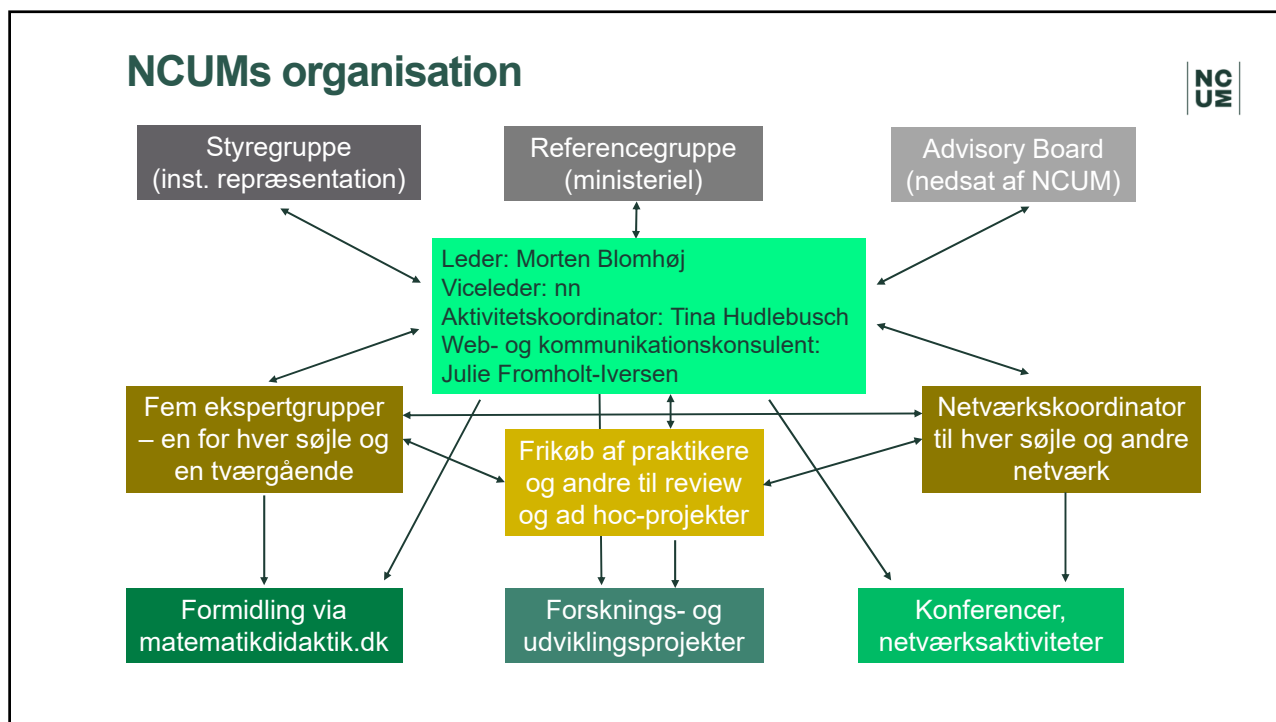 NCUMs organisation
NC
UM
Styregruppe
(inst. repræsentation)
Referencegruppe
(ministeriel)
Advisory Board
(nedsat af NCUM)
Leder: Morten Blomhøj
Viceleder: nn
Aktivitetskoordinator: Tina Hudlebusch
Web- og kommunikationskonsulent:
Julie Fromholt-Iversen
Fem ekspertgrupper
– en for hver søjle og
en tværgående
Frikøb af praktikere
og andre til review
og ad hoc-projekter
Netværkskoordinator
til hver søjle og andre
netværk
Formidling via
matematikdidaktik.dk
Forsknings- og
udviklingsprojekter
Konferencer,
netværksaktiviteter